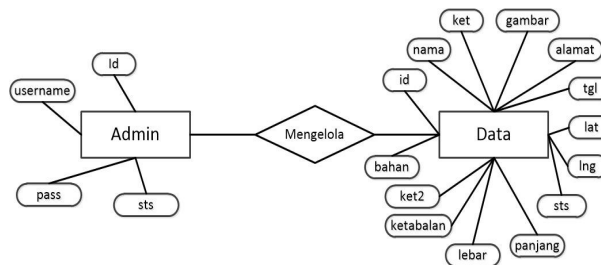 ket
gambar
nama
alamat
Id
id
tgl
username
Admin
Mengelola
Data
lat
bahan
lng
pass
sts
ket2
sts
ketabalan
lebar
panjang